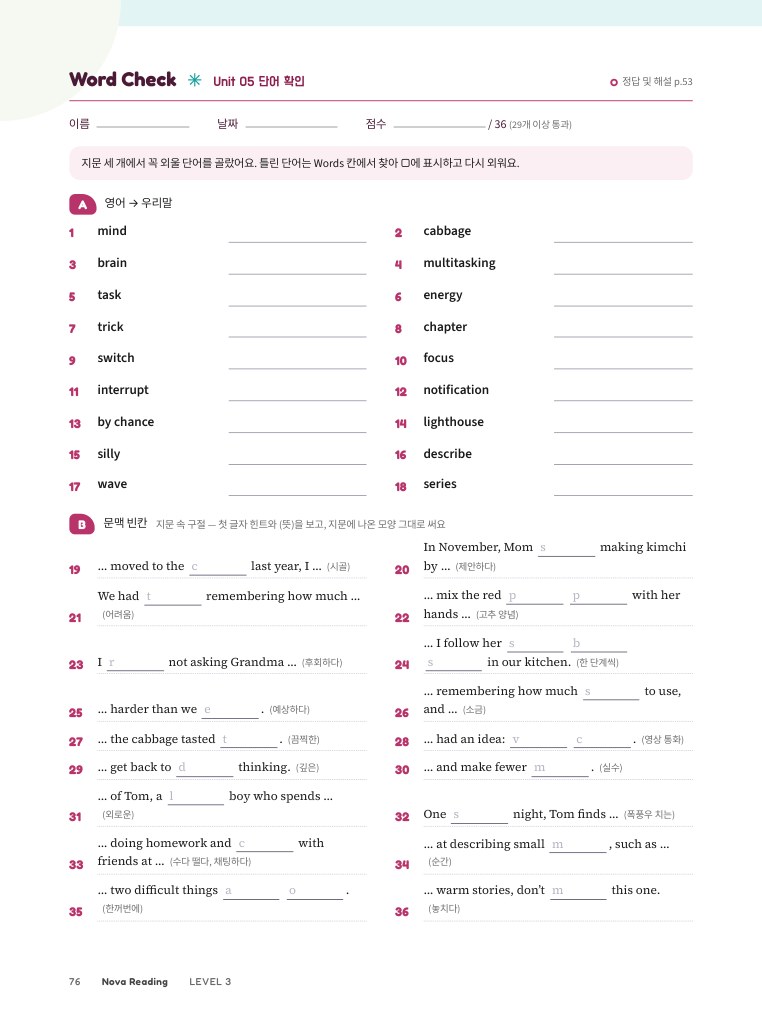 Word Check ✳ Unit 05 단어 확인
정답 및 해설 p.53
이름 날짜 점수 / 36 (29개 이상 통과)
지문 세 개에서 꼭 외울 단어를 골랐어요. 틀린 단어는 Words 칸에서 찾아 ▢에 표시하고 다시 외워요.
A 영어 → 우리말
1 mind
2 cabbage
3 brain
4 multitasking
5 task
6 energy
7 trick
8 chapter
9 switch
10 focus
11 interrupt
12 notification
13 by chance
14 lighthouse
15 silly
16 describe
17 wave
18 series
B 문맥 빈칸 지문 속 구절 — 첫 글자 힌트와 (뜻)을 보고, 지문에 나온 모양 그대로 써요
19 ... moved to the c last year, I ... (시골)
20 In November, Mom s making kimchi
by ... (제안하다)
21 We had t remembering how much ...
(어려움)
22 ... mix the red p p with her
hands ... (고추 양념)
23 I r not asking Grandma ... (후회하다)
24 ... I follow her s b
s in our kitchen. (한 단계씩)
25 ... harder than we e . (예상하다)
26 ... remembering how much s to use,
and ... (소금)
27 ... the cabbage tasted t . (끔찍한)
28 ... had an idea: v c . (영상 통화)
29 ... get back to d thinking. (깊은)
30 ... and make fewer m . (실수)
31 ... of Tom, a l boy who spends ...
(외로운)
32 One s night, Tom finds ... (폭풍우 치는)
33 ... doing homework and c with
friends at ... (수다 떨다, 채팅하다)
34 ... at describing small m , such as ...
(순간)
35 ... two difficult things a o .
(한꺼번에)
36 ... warm stories, don't m this one.
(놓치다)
76 Nova Reading LEVEL 3